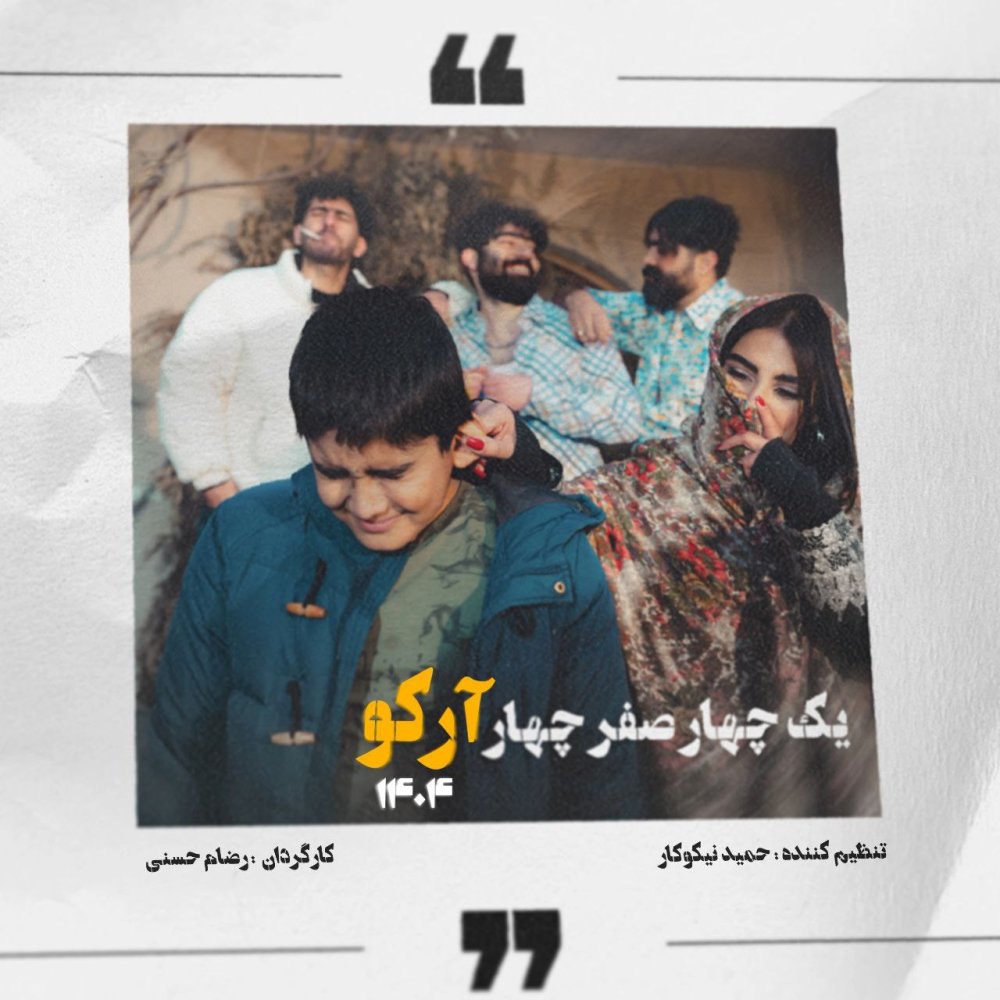 “
یک چهار صفر چهار آرکو
۱۴۰۴
تنظیم کننده : حمید نیکوکار
کارگردان : رضام حسنی
”